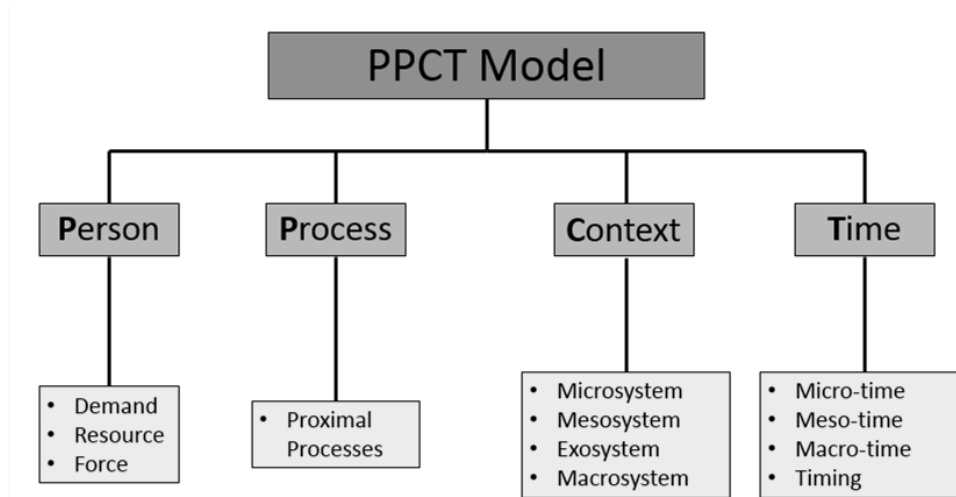 PPCT Model
Person
Process
Context
Time
• Demand
• Resource
• Force
• Proximal
Processes
• Microsystem
• Mesosystem
• Exosystem
• Macrosystem
• Micro-time
• Meso-time
• Macro-time
• Timing